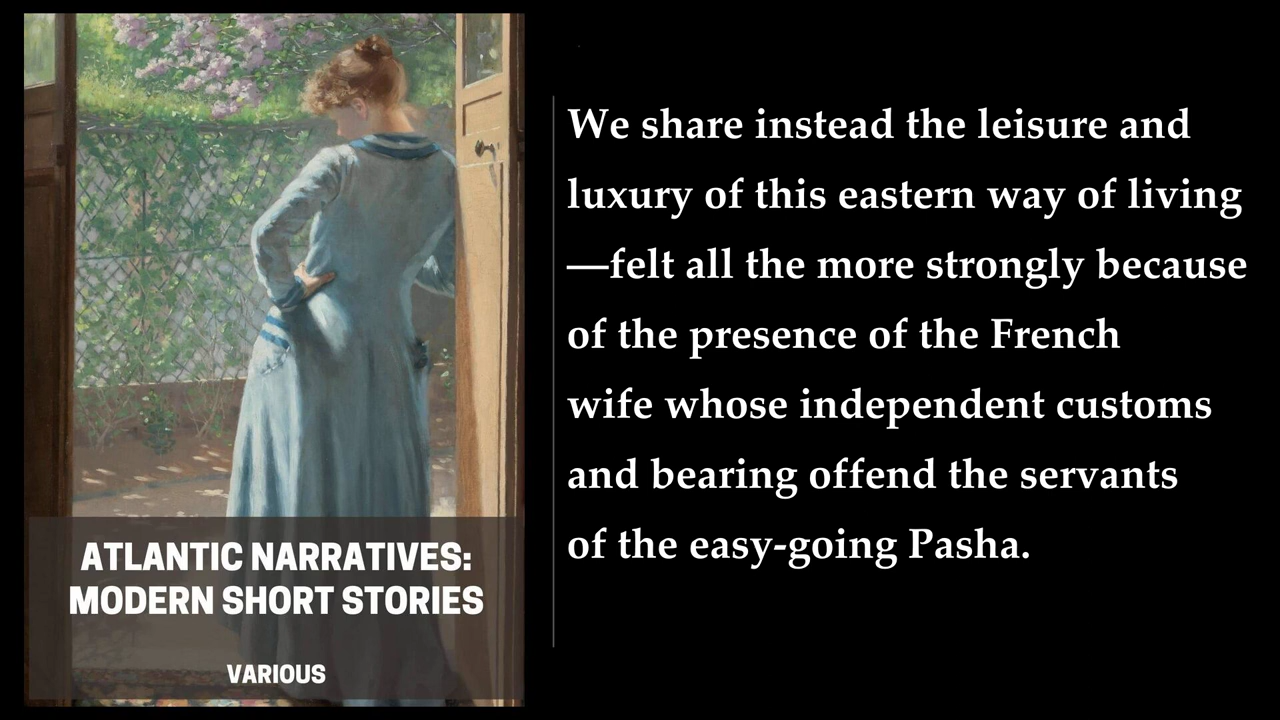 ATLANTIC NARRATIVES:
MODERN SHORT STORIES
VARIOUS
We share instead the leisure and
luxury of this eastern way of living
—felt all the more strongly because
of the presence of the French
wife whose independent customs
and bearing offend the servants
of the easy-going Pasha.